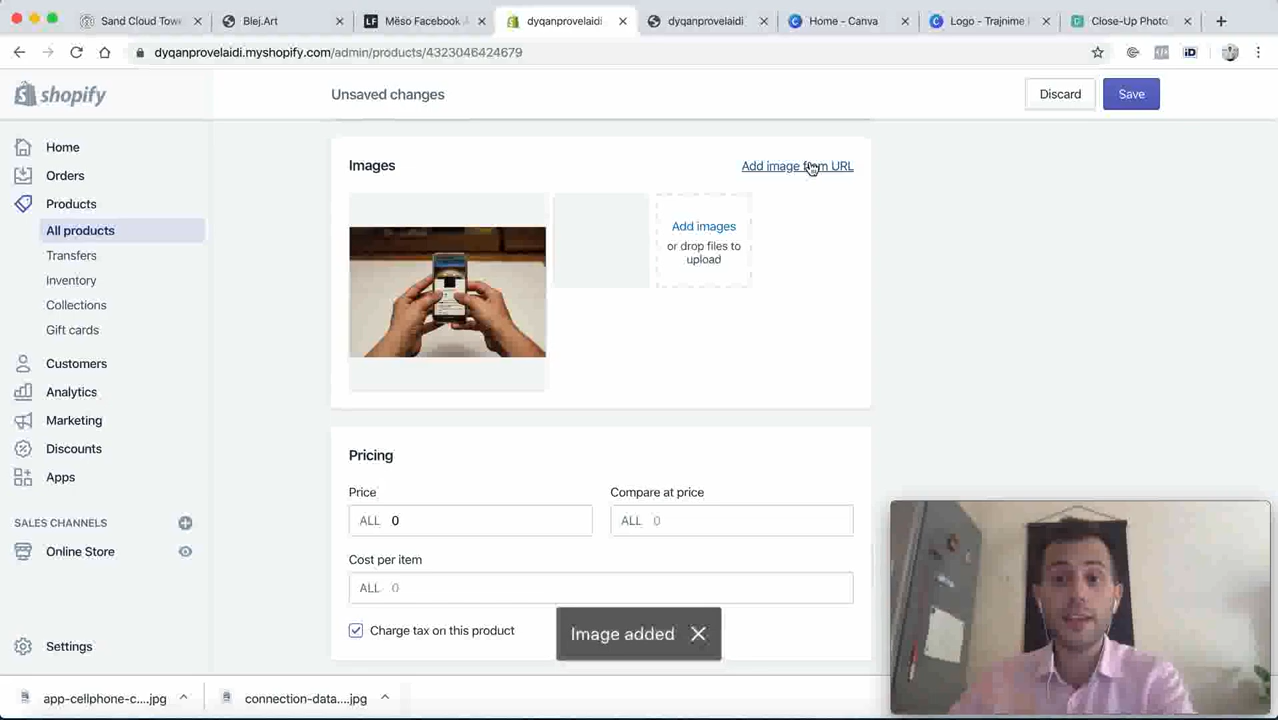 Sand Cloud Tow
Blej.Art
Mëso Facebook
dyqanprovelaidi
dyqanprovelaidi
Home - Canva
Logo - Trajnime
Close-Up Photo
dyqanprovelaidi.myshopify.com/admin/products/4323046424679
shopify
Unsaved changes
Discard
Save
Home
Orders
Products
All products
Transfers
Inventory
Collections
Gift cards
Customers
Analytics
Marketing
Discounts
Apps
SALES CHANNELS
Online Store
Settings
Images
Add image from URL
Add images
or drop files to
upload
Pricing
Price
Compare at price
ALL 0
ALL 0
Cost per item
ALL 0
Charge tax on this product
Image added
app-cellphone-c....jpg
connection-data....jpg